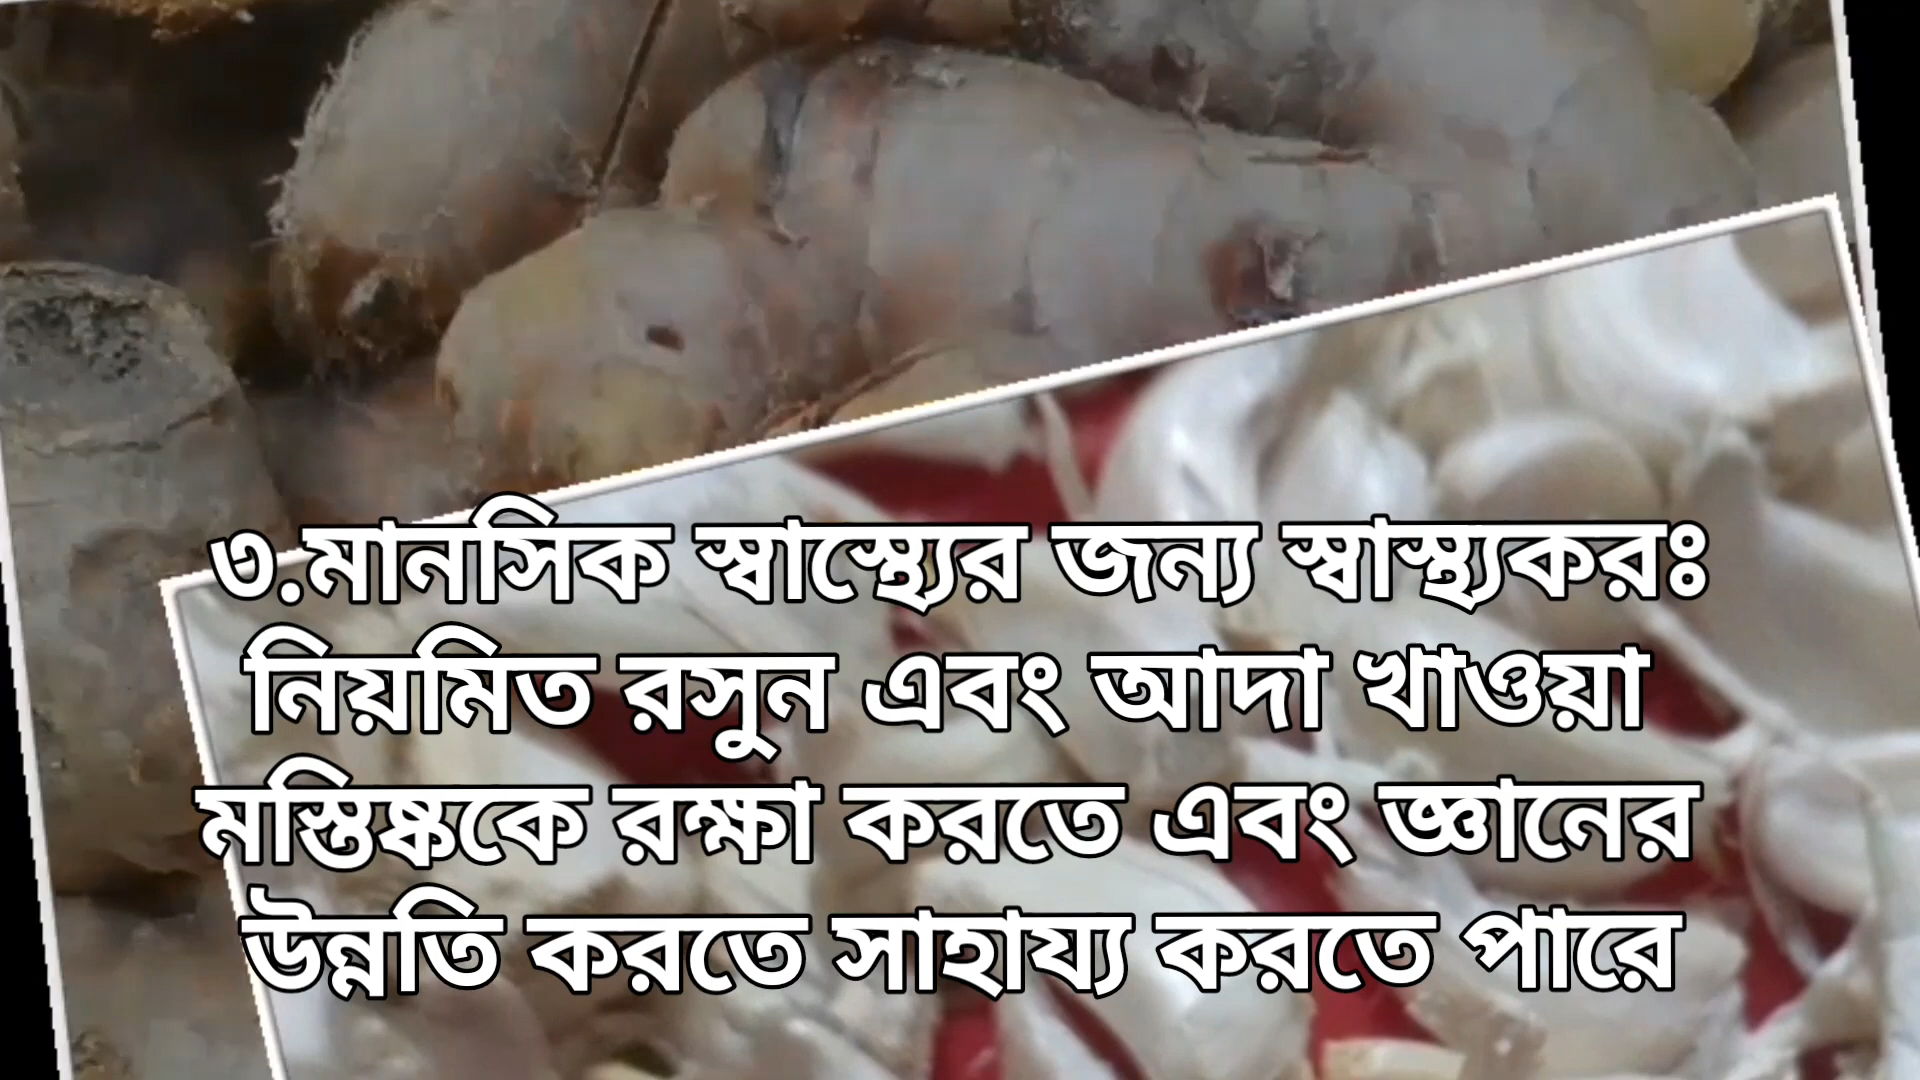 ৩.মানসিক স্বাস্থ্যের জন্য স্বাস্থ্যকরঃ
নিয়মিত রসুন এবং আদা খাওয়া
মস্তিষ্ককে রক্ষা করতে এবং জ্ঞানের
উন্নতি করতে সাহায্য করতে পারে